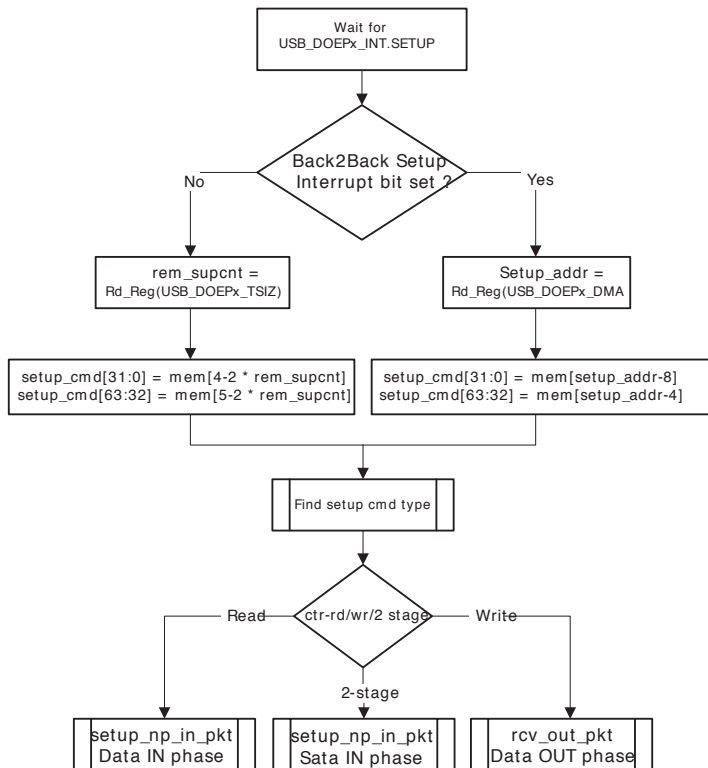 Wait for
USB_DOEPx_INT.SETUP
Back2Back Setup
Interrupt bit set ?
No
Yes
rem_supcnt =
Rd_Reg(USB_DOEPx_TSIZ)
Setup_addr =
Rd_Reg(USB_DOEPx_DMA
setup_cmd[31:0] = mem[4-2 * rem_supcnt]
setup_cmd[63:32] = mem[5-2 * rem_supcnt]
setup_cmd[31:0] = mem[setup_addr-8]
setup_cmd[63:32] = mem[setup_addr-4]
Find setup cmd type
Read
ctr-rd/wr/2 stage
Write
2-stage
setup_np_in_pkt
Data IN phase
setup_np_in_pkt
Sata IN phase
rcv_out_pkt
Data OUT phase